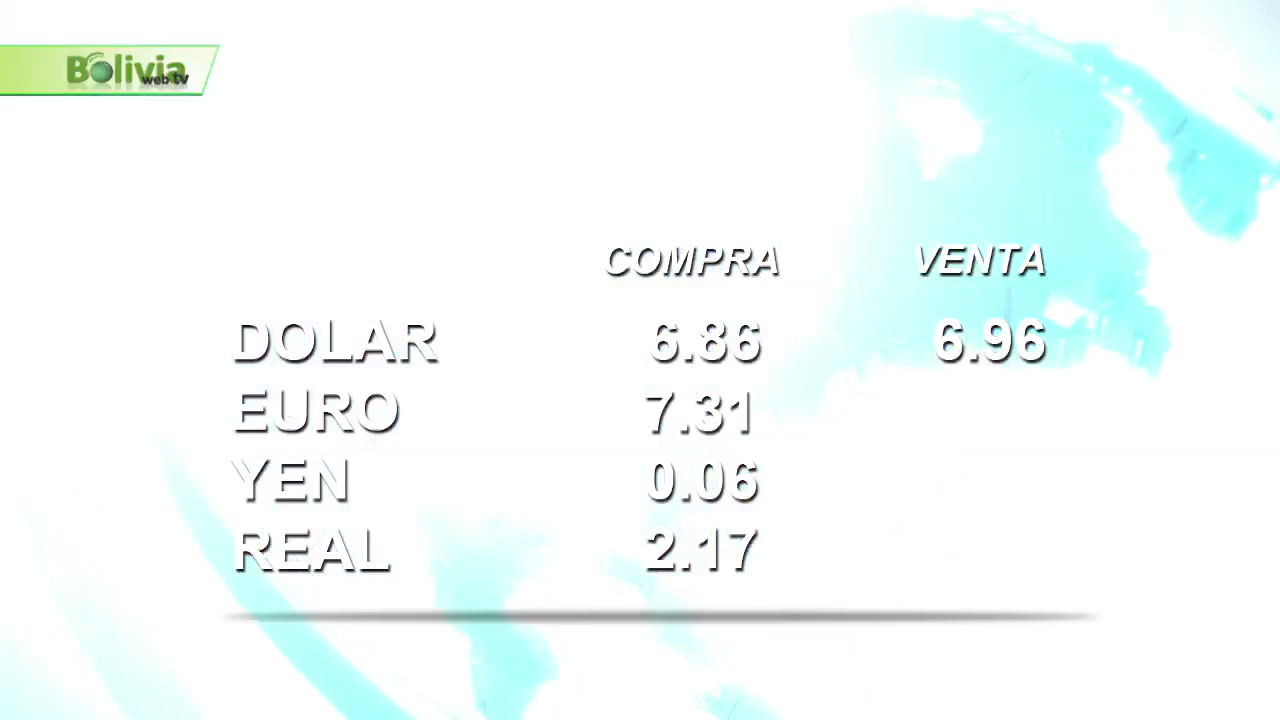 Bolivia
web tv
COMPRA VENTA
DOLAR 6.86 6.96
EURO 7.31
YEN 0.06
REAL 2.17